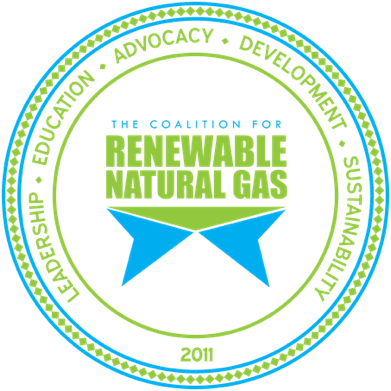 LEADERSHIP • EDUCATION • ADVOCACY • DEVELOPMENT • SUSTAINABILITY
THE COALITION FOR
RENEWABLE
NATURAL GAS
2011